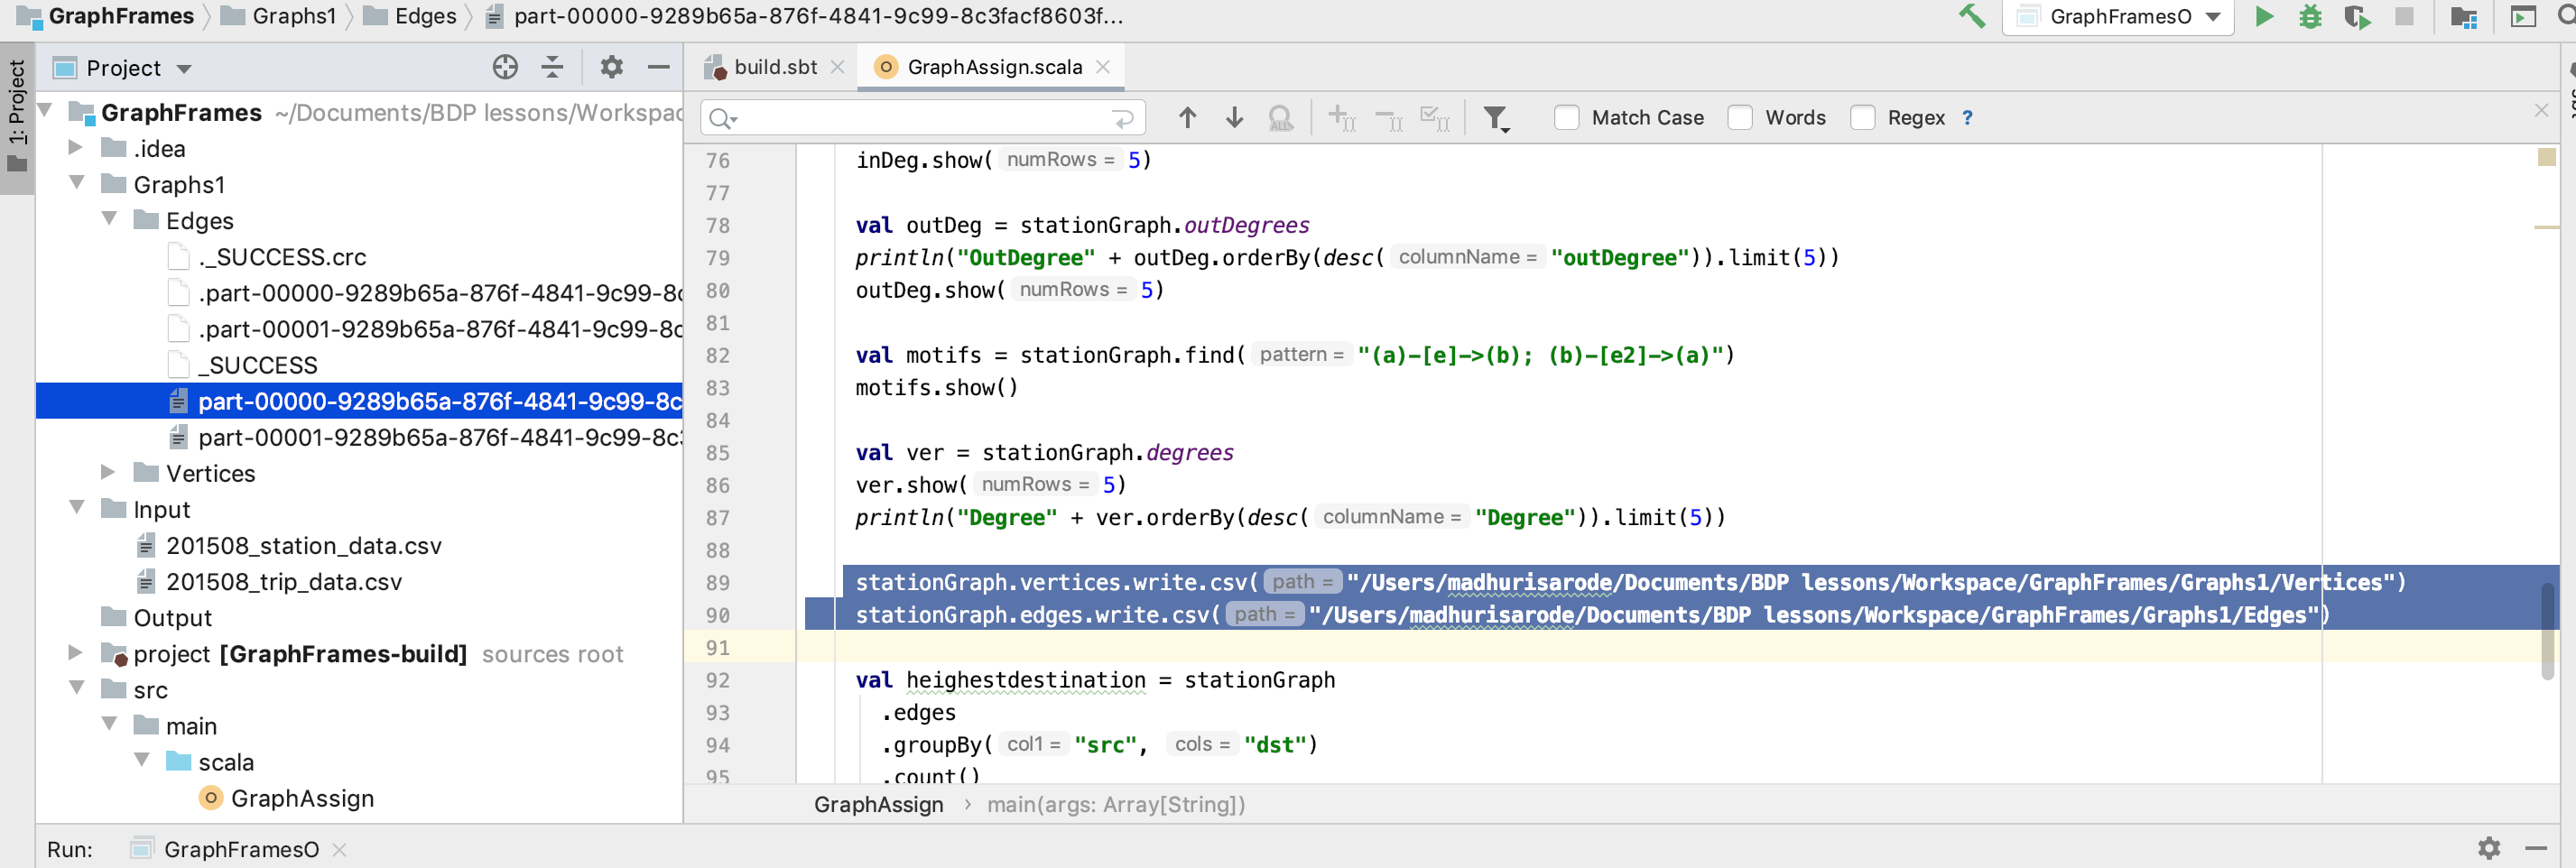 GraphFrames Graphs1 Edges part-00000-9289b65a-876f-4841-9c99-8c3facf8603f... GraphFramesO
1: Project
Project
build.sbt GraphAssign.scala
GraphFrames ~/Documents/BDP lessons/Workspac
.idea
Graphs1
Edges
._SUCCESS.crc
.part-00000-9289b65a-876f-4841-9c99-8c
.part-00001-9289b65a-876f-4841-9c99-8c
_SUCCESS
part-00000-9289b65a-876f-4841-9c99-8c
part-00001-9289b65a-876f-4841-9c99-8c
Vertices
Input
201508_station_data.csv
201508_trip_data.csv
Output
project [GraphFrames-build] sources root
src
main
scala
GraphAssign
ALL Match Case Words Regex ?
76 inDeg.show( numRows = 5)
77
78 val outDeg = stationGraph.outDegrees
79 println("OutDegree" + outDeg.orderBy(desc( columnName = "outDegree")).limit(5))
80 outDeg.show( numRows = 5)
81
82 val motifs = stationGraph.find( pattern = "(a)-[e]->(b); (b)-[e2]->(a)")
83 motifs.show()
84
85 val ver = stationGraph.degrees
86 ver.show( numRows = 5)
87 println("Degree" + ver.orderBy(desc( columnName = "Degree")).limit(5))
88
89 stationGraph.vertices.write.csv( path = "/Users/madhurisarode/Documents/BDP lessons/Workspace/GraphFrames/Graphs1/Vertices")
90 stationGraph.edges.write.csv( path = "/Users/madhurisarode/Documents/BDP lessons/Workspace/GraphFrames/Graphs1/Edges")
91
92 val heighestdestination = stationGraph
93 .edges
94 .groupBy( col1 = "src", cols = "dst")
95 .count()
GraphAssign › main(args: Array[String])
Run: GraphFramesO